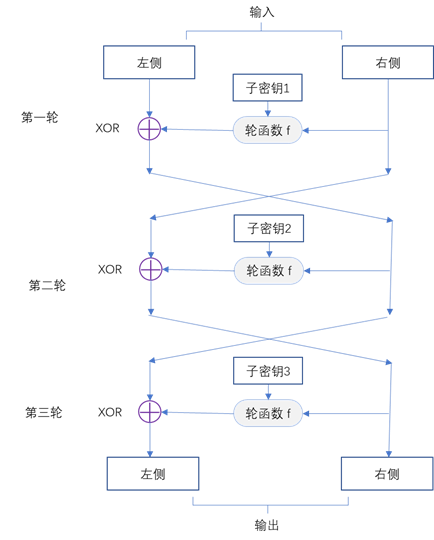 输入
左侧
右侧
子密钥1
第一轮
XOR
轮函数 f
子密钥2
第二轮
XOR
轮函数 f
子密钥3
第三轮
XOR
轮函数 f
左侧
右侧
输出